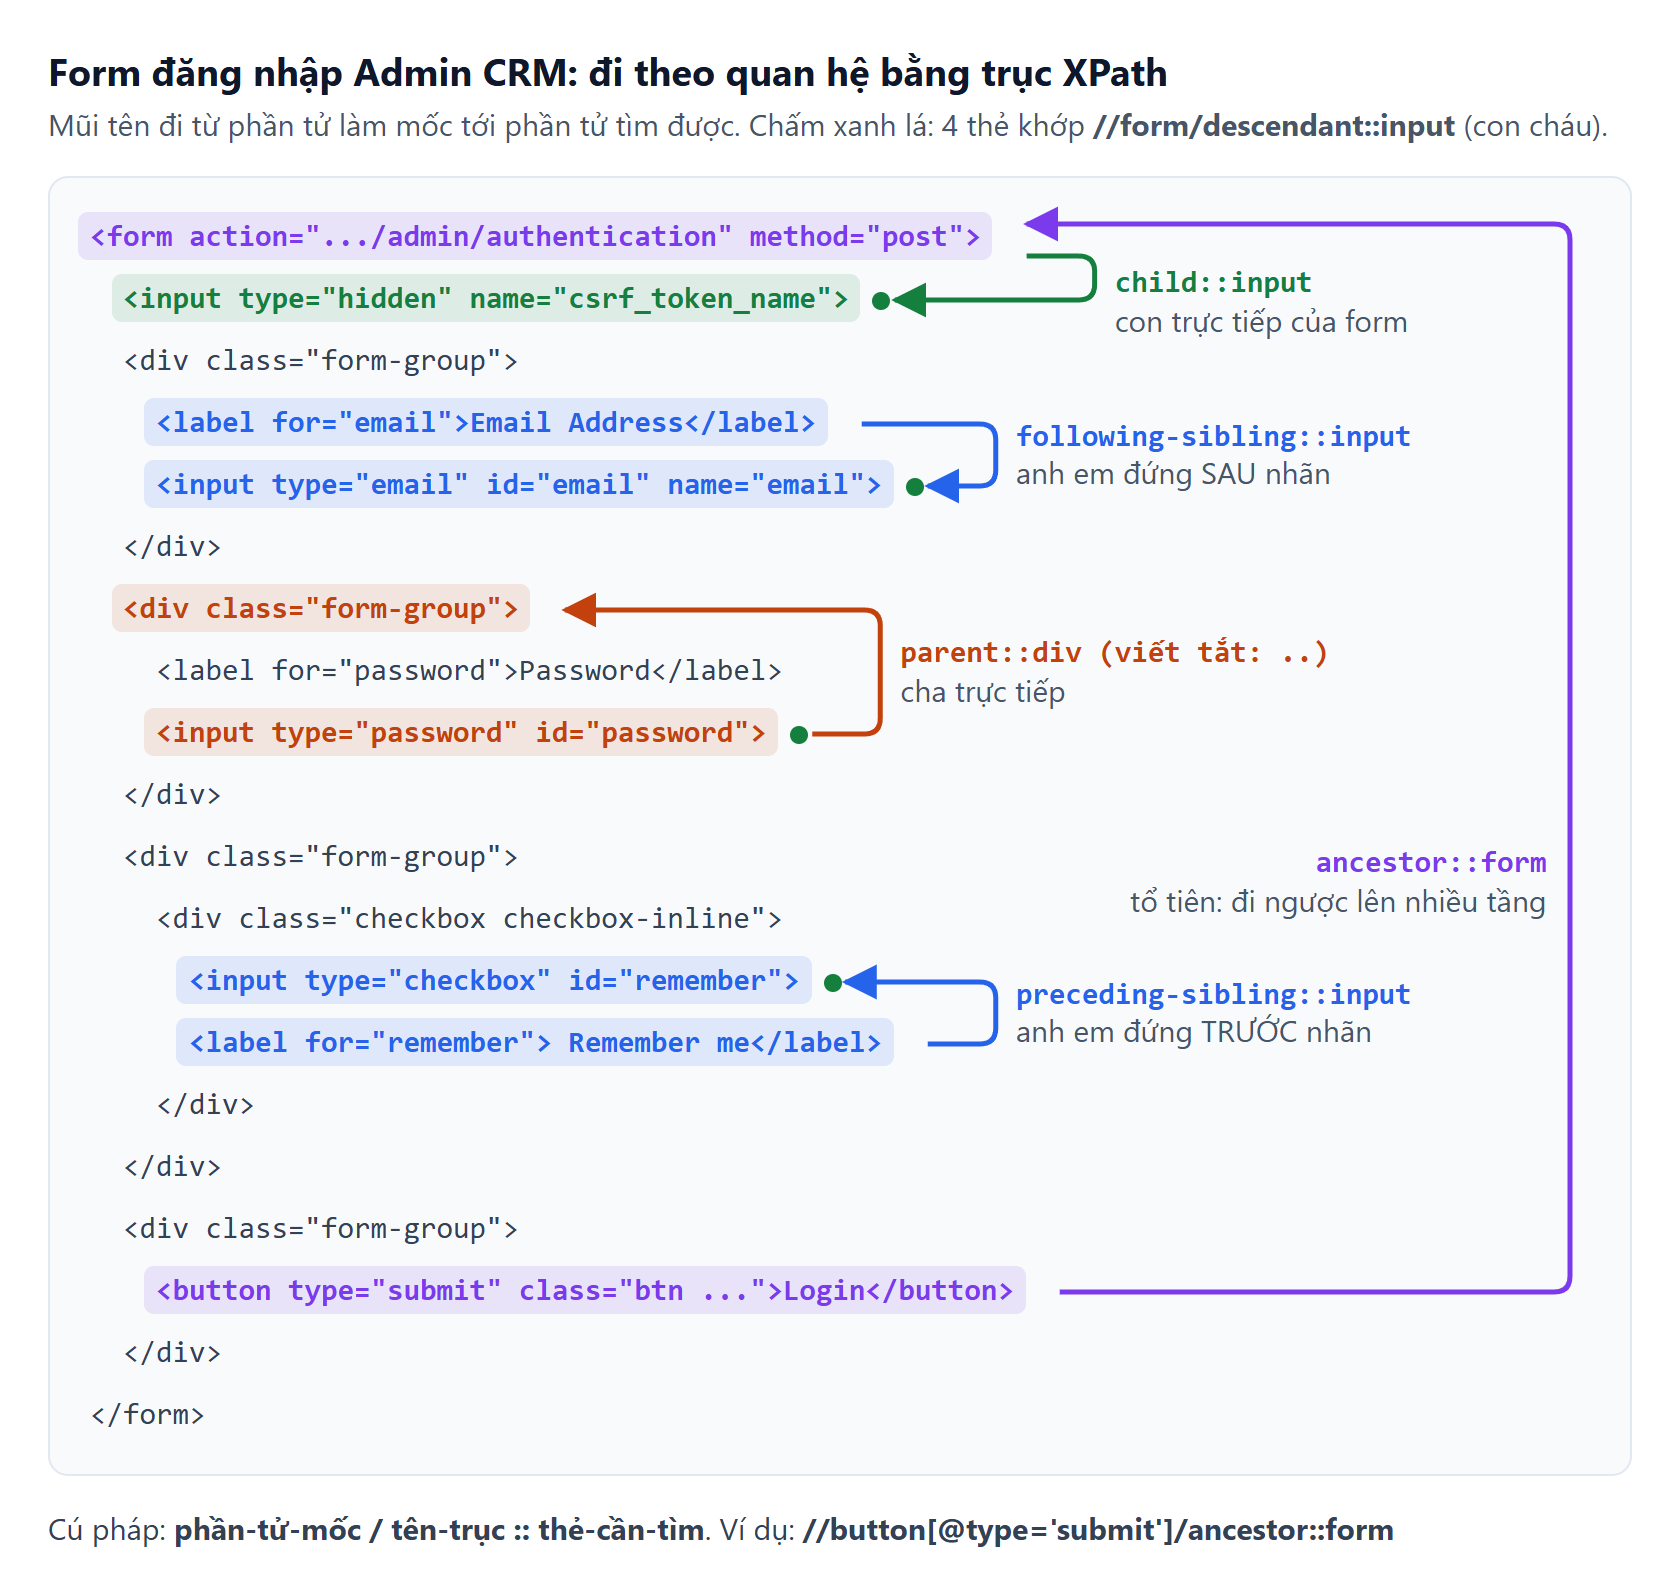 Form đăng nhập Admin CRM: đi theo quan hệ bằng trục XPath
Mũi tên đi từ phần tử làm mốc tới phần tử tìm được. Chấm xanh lá: 4 thẻ khớp //form/descendant::input (con cháu).
<form action=".../admin/authentication" method="post">
<input type="hidden" name="csrf_token_name">
child::input
con trực tiếp của form
<div class="form-group">
<label for="email">Email Address</label>
following-sibling::input
anh em đứng SAU nhãn
<input type="email" id="email" name="email">
</div>
<div class="form-group">
parent::div (viết tắt: ..)
cha trực tiếp
<label for="password">Password</label>
<input type="password" id="password">
</div>
<div class="form-group">
ancestor::form
tổ tiên: đi ngược lên nhiều tầng
<div class="checkbox checkbox-inline">
<input type="checkbox" id="remember">
preceding-sibling::input
anh em đứng TRƯỚC nhãn
<label for="remember"> Remember me</label>
</div>
</div>
<div class="form-group">
<button type="submit" class="btn ...">Login</button>
</div>
</form>
Cú pháp: phần-tử-mốc / tên-trục :: thẻ-cần-tìm. Ví dụ: //button[@type='submit']/ancestor::form